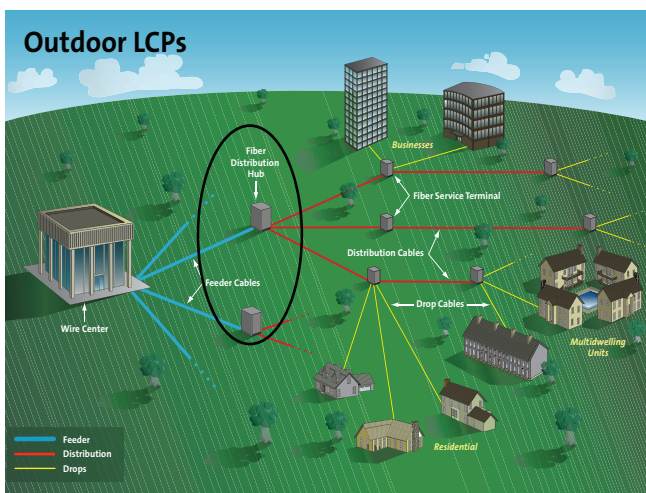 Outdoor LCPs
Businesses
Fiber
Distribution
Hub
Fiber Service Terminal
Distribution Cables
Feeder Cables
Drop Cables
Wire Center
Multidwelling
Units
Residential
Feeder
Distribution
Drops